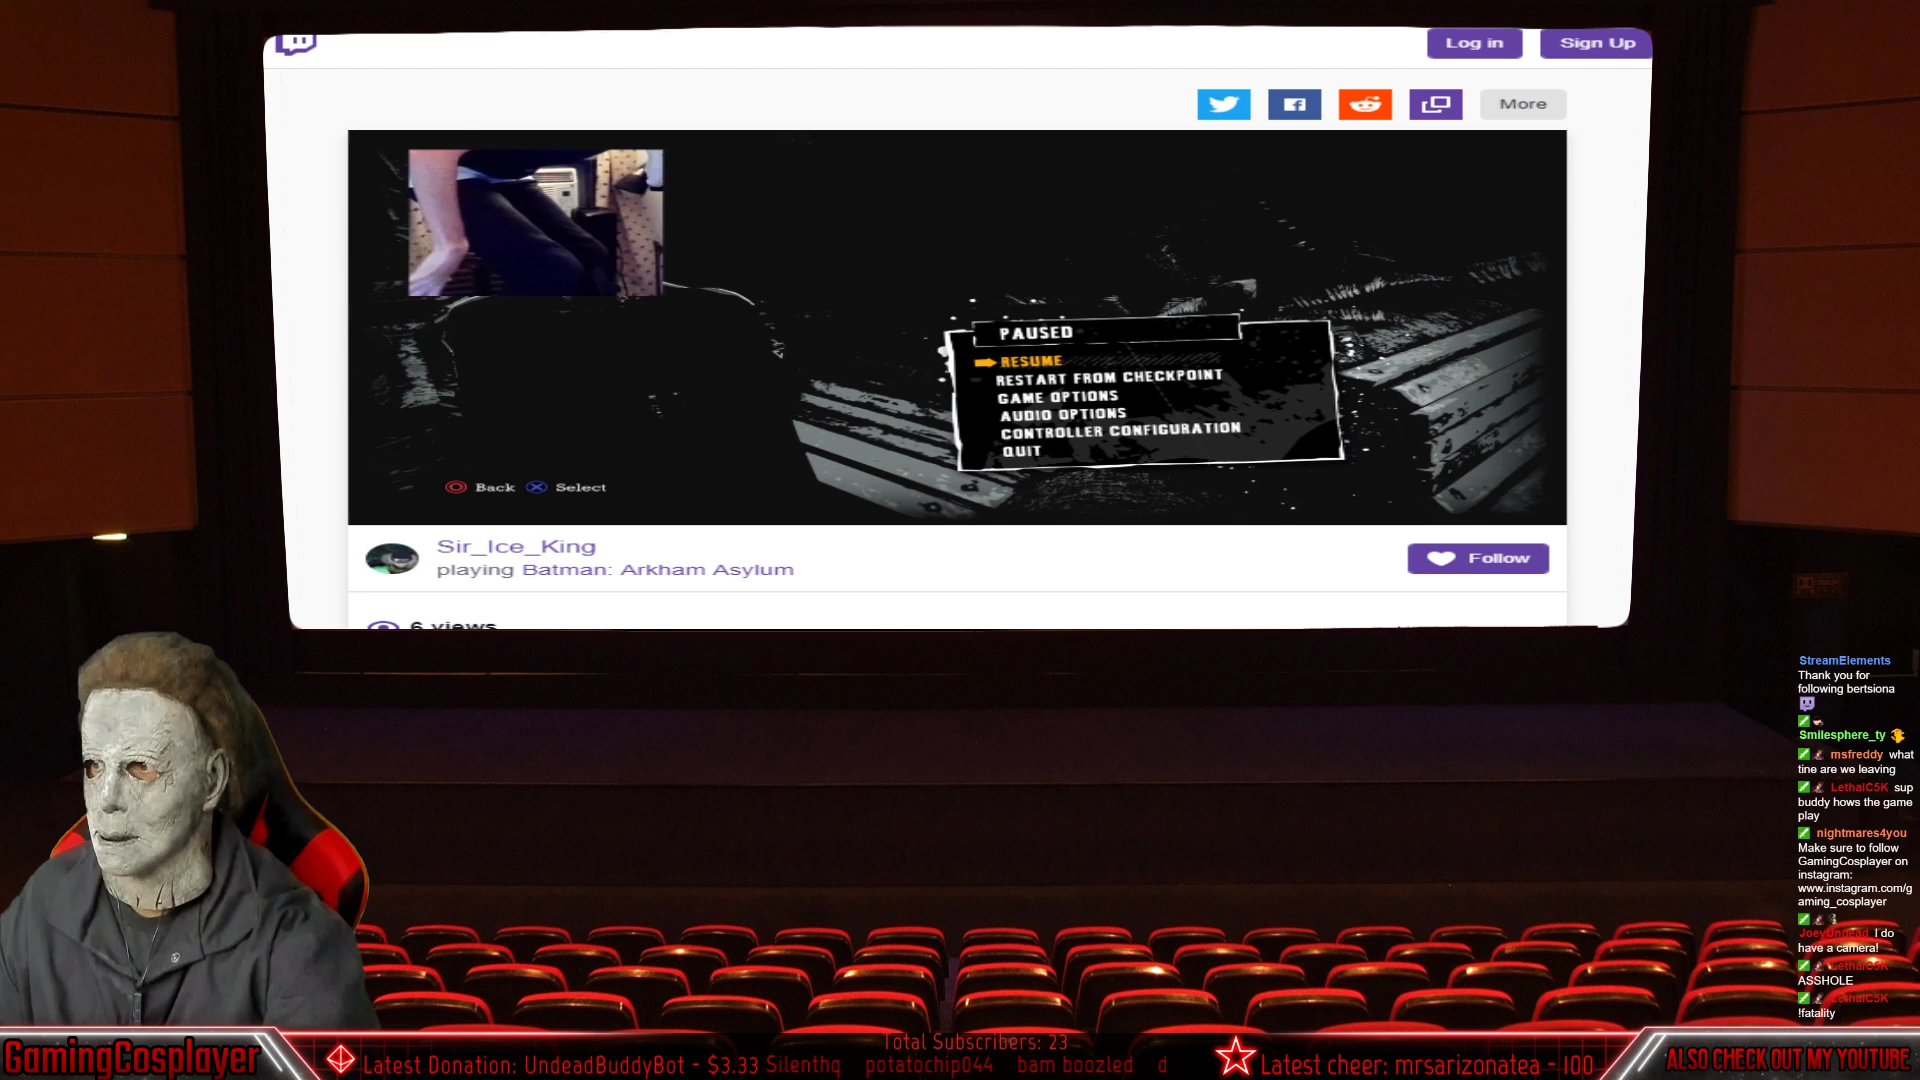 Log in
Sign Up
More
PAUSED
RESUME
RESTART FROM CHECKPOINT
GAME OPTIONS
AUDIO OPTIONS
CONTROLLER CONFIGURATION
QUIT
Back Select
Sir_Ice_King
playing Batman: Arkham Asylum
Follow
6 views
StreamElements
Thank you for
following bertsiona
Smilesphere_ty
msfreddy what
tine are we leaving
LethalC5K sup
buddy hows the game
play
nightmares4you
Make sure to follow
GamingCosplayer on
instagram:
www.instagram.com/g
aming_cosplayer
JoeyUndead I do
have a camera!
LethalC5K
ASSHOLE
LethalC5K
!fatality
GamingCosplayer
Total Subscribers: 23
Latest Donation: UndeadBuddyBot - $3.33
Silenthq potatochip044 bam boozled d
Latest cheer: mrsarizonatea - 100
ALSO CHECK OUT MY YOUTUBE